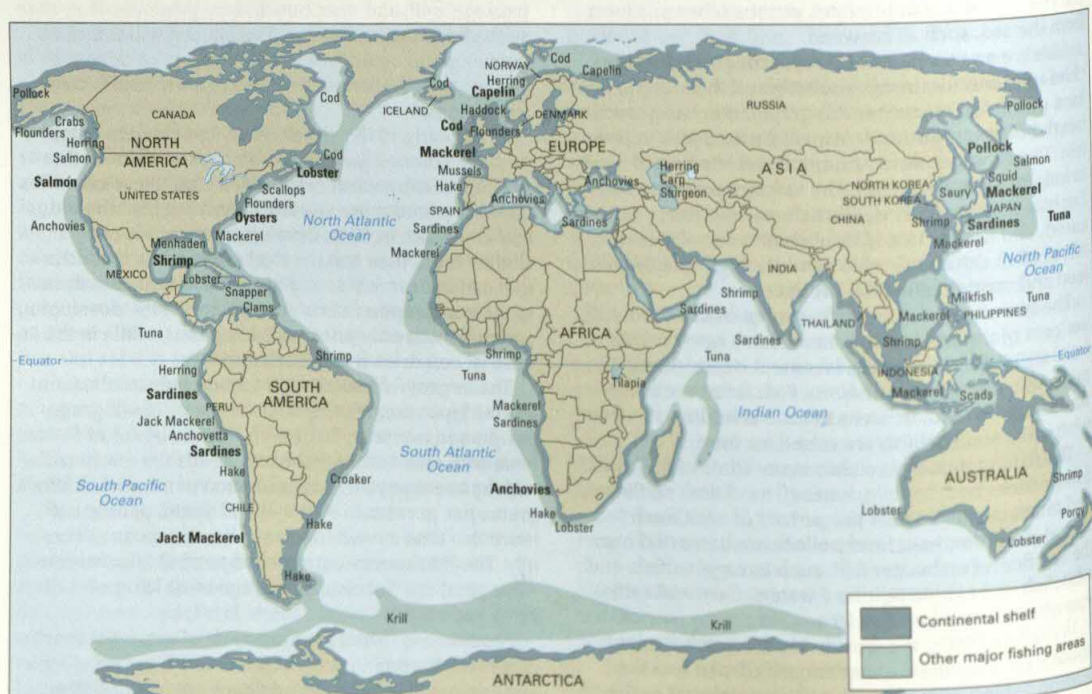 NORWAY
Cod
Herring
Capelin
Capelin
Pollock
Cod
Cod
ICELAND
Haddock
DENMARK
RUSSIA
Pollock
Crabs
CANADA
Flounders
Cod
Flounders
Herring
NORTH
AMERICA
Mackerel
EUROPE
ASIA
Pollock
Salmon
Cod
Mussels
Herring
Salmon
Salmon
Lobster
Hake
Anchovies
Carp
Sturgeon
NORTH KOREA
Squid
UNITED STATES
Scallops
Flounders
Anchovies
SOUTH KOREA
Saury
Mackerel
SPAIN
JAPAN
Oysters
North Atlantic
Ocean
Sardines
Sardines
CHINA
Shrimp
Sardines
Tuna
Anchovies
Mackerel
Menhaden
Mackerel
Mackerel
Shrimp
North Pacific
Ocean
MEXICO
Lobster
INDIA
Snapper
Clams
Shrimp
Milkfish
Tuna
Mackerel
PHILIPPINES
THAILAND
Sardines
Tuna
AFRICA
Sardines
Shrimp
Shrimp
Shrimp
Tuna
Equator
Equator
Herring
Tuna
Tilapia
INDONESIA
Mackerel
Scads
SOUTH
AMERICA
Sardines
PERU
Mackerel
Sardines
Indian Ocean
Jack Mackerel
Anchovetta
Sardines
South Atlantic
Ocean
Hake
Croaker
South Pacific
Ocean
AUSTRALIA
Shrimp
Anchovies
CHILE
Hake
Lobster
Lobster
Porgy
Hake
Jack Mackerel
Lobster
Hake
Krill
Krill
Continental shelf
Other major fishing areas
ANTARCTICA